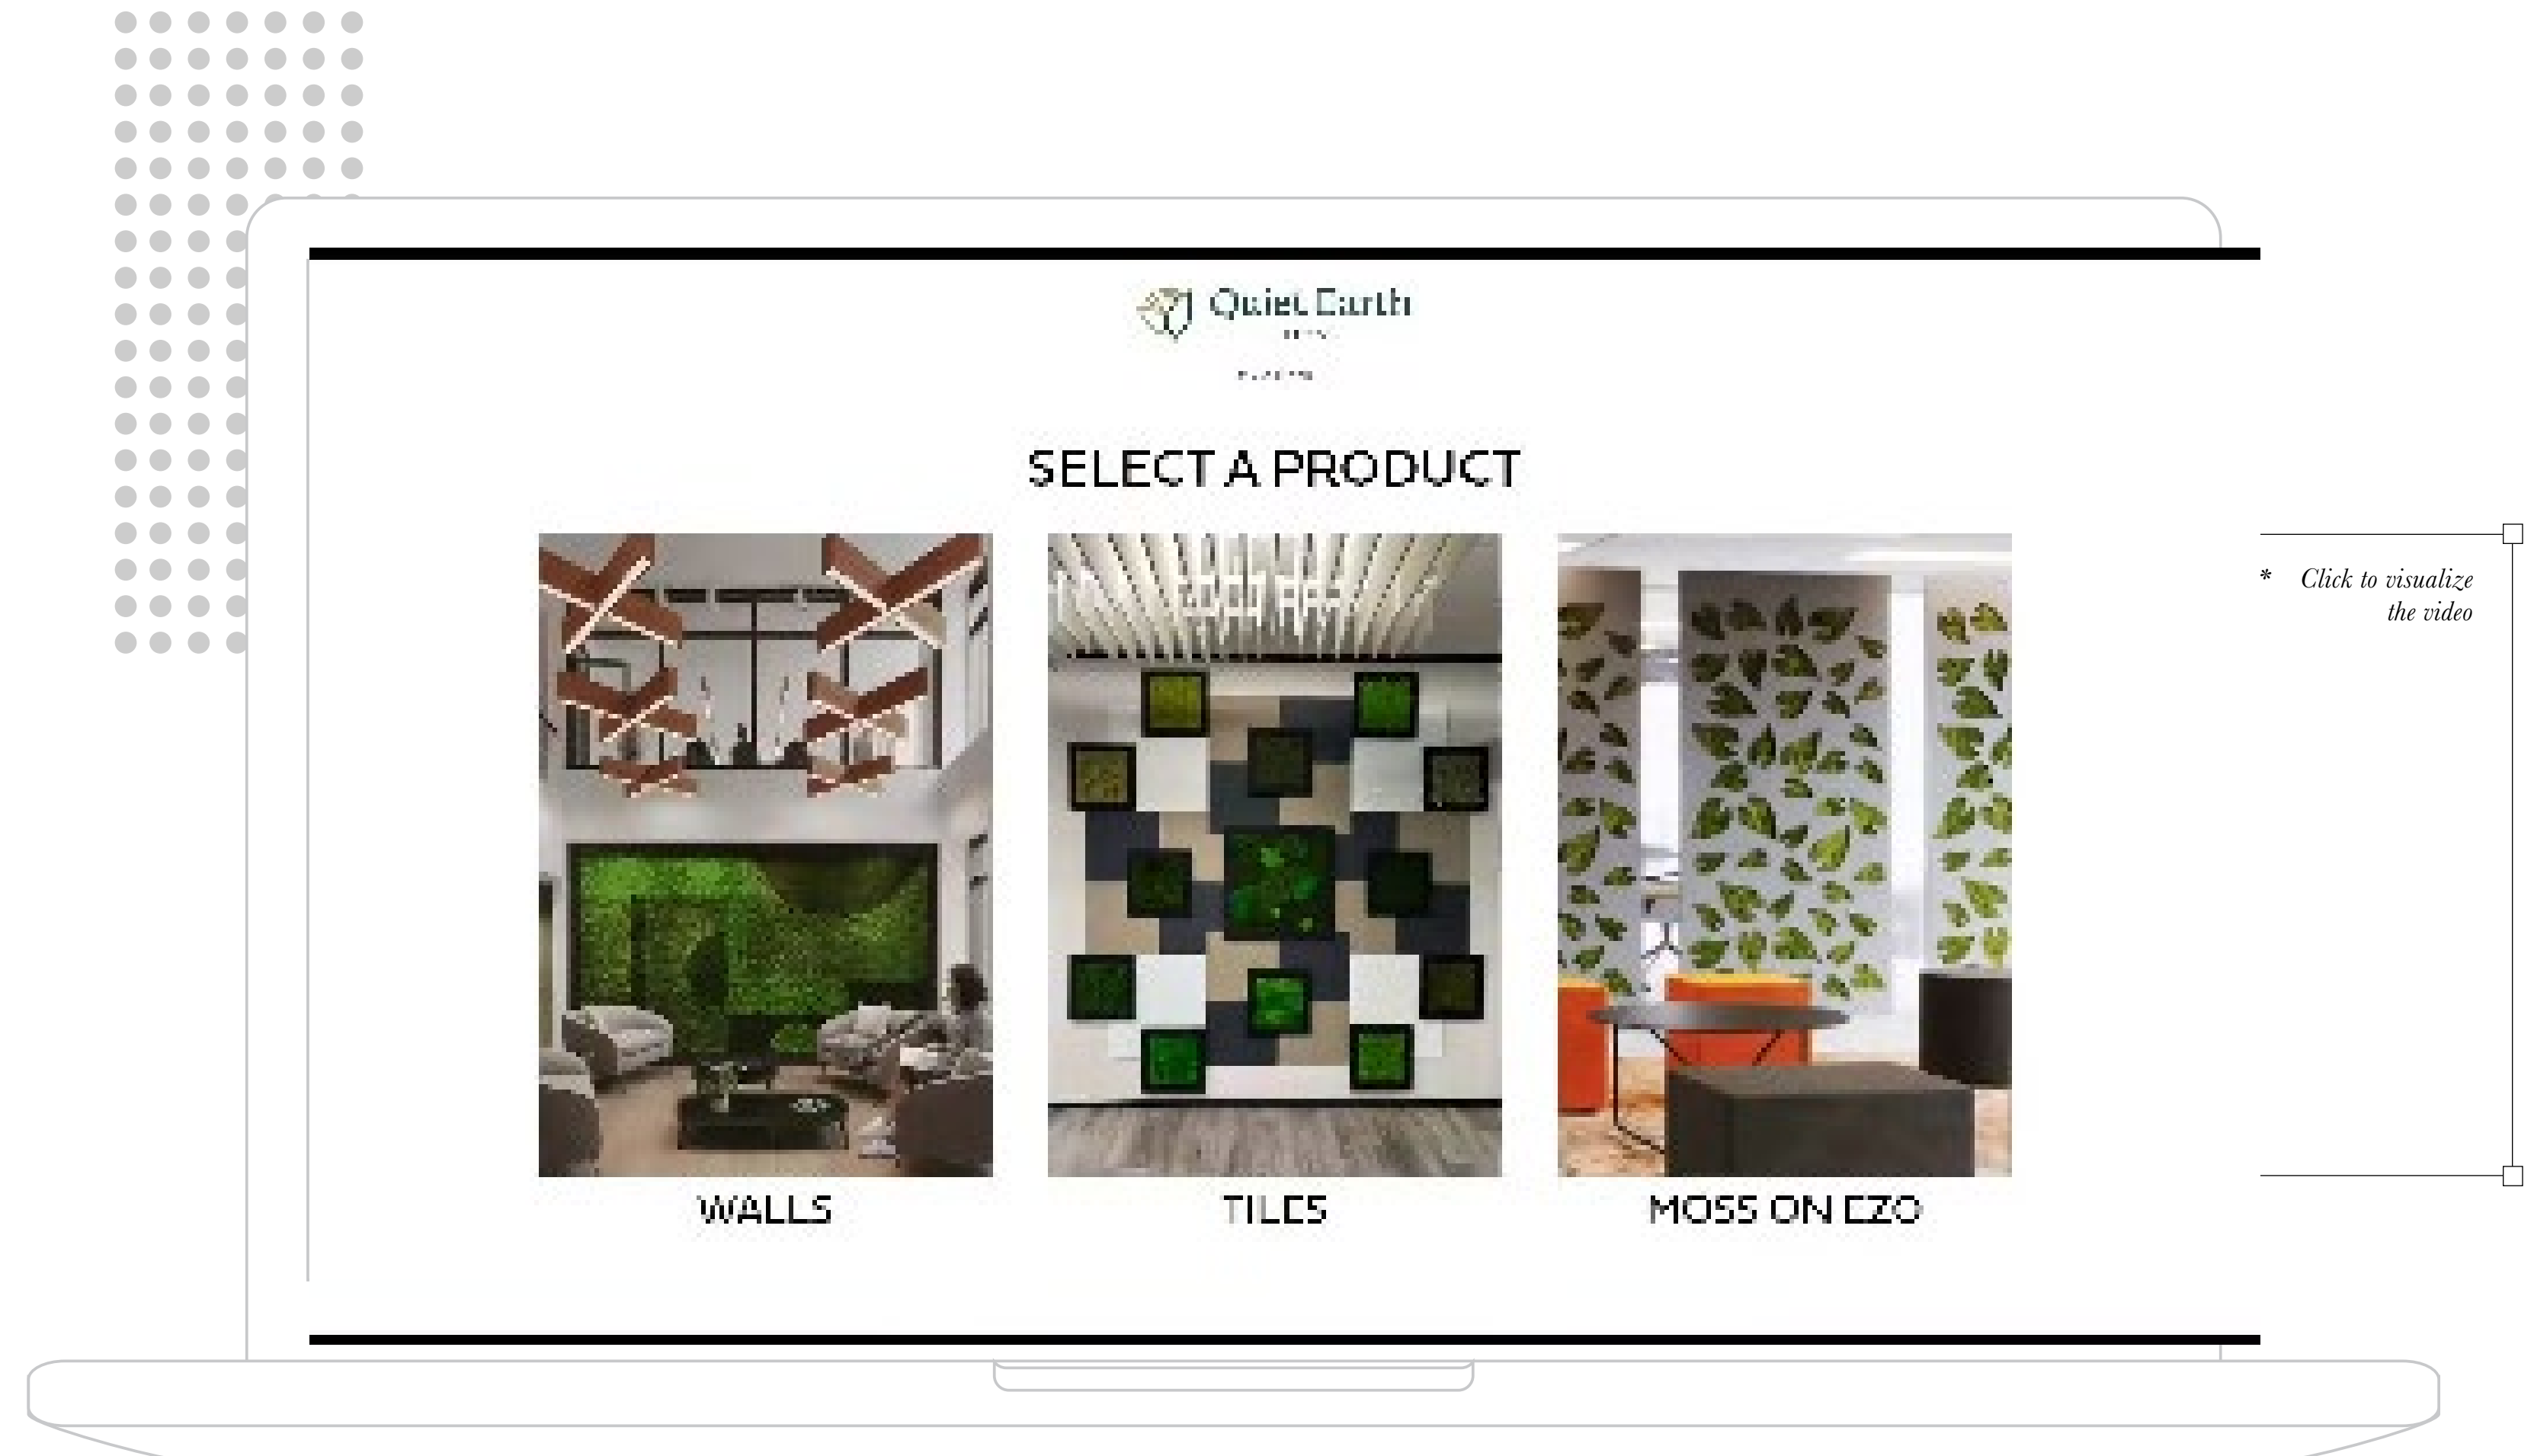 Quiet Earth
SELECT A PRODUCT
* Click to visualize
the video
WALLS
TILES
MOSS ON EZO